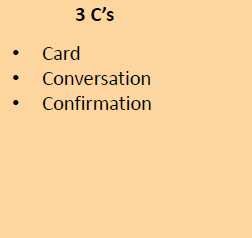 3 C’s
• Card
• Conversation
• Confirmation